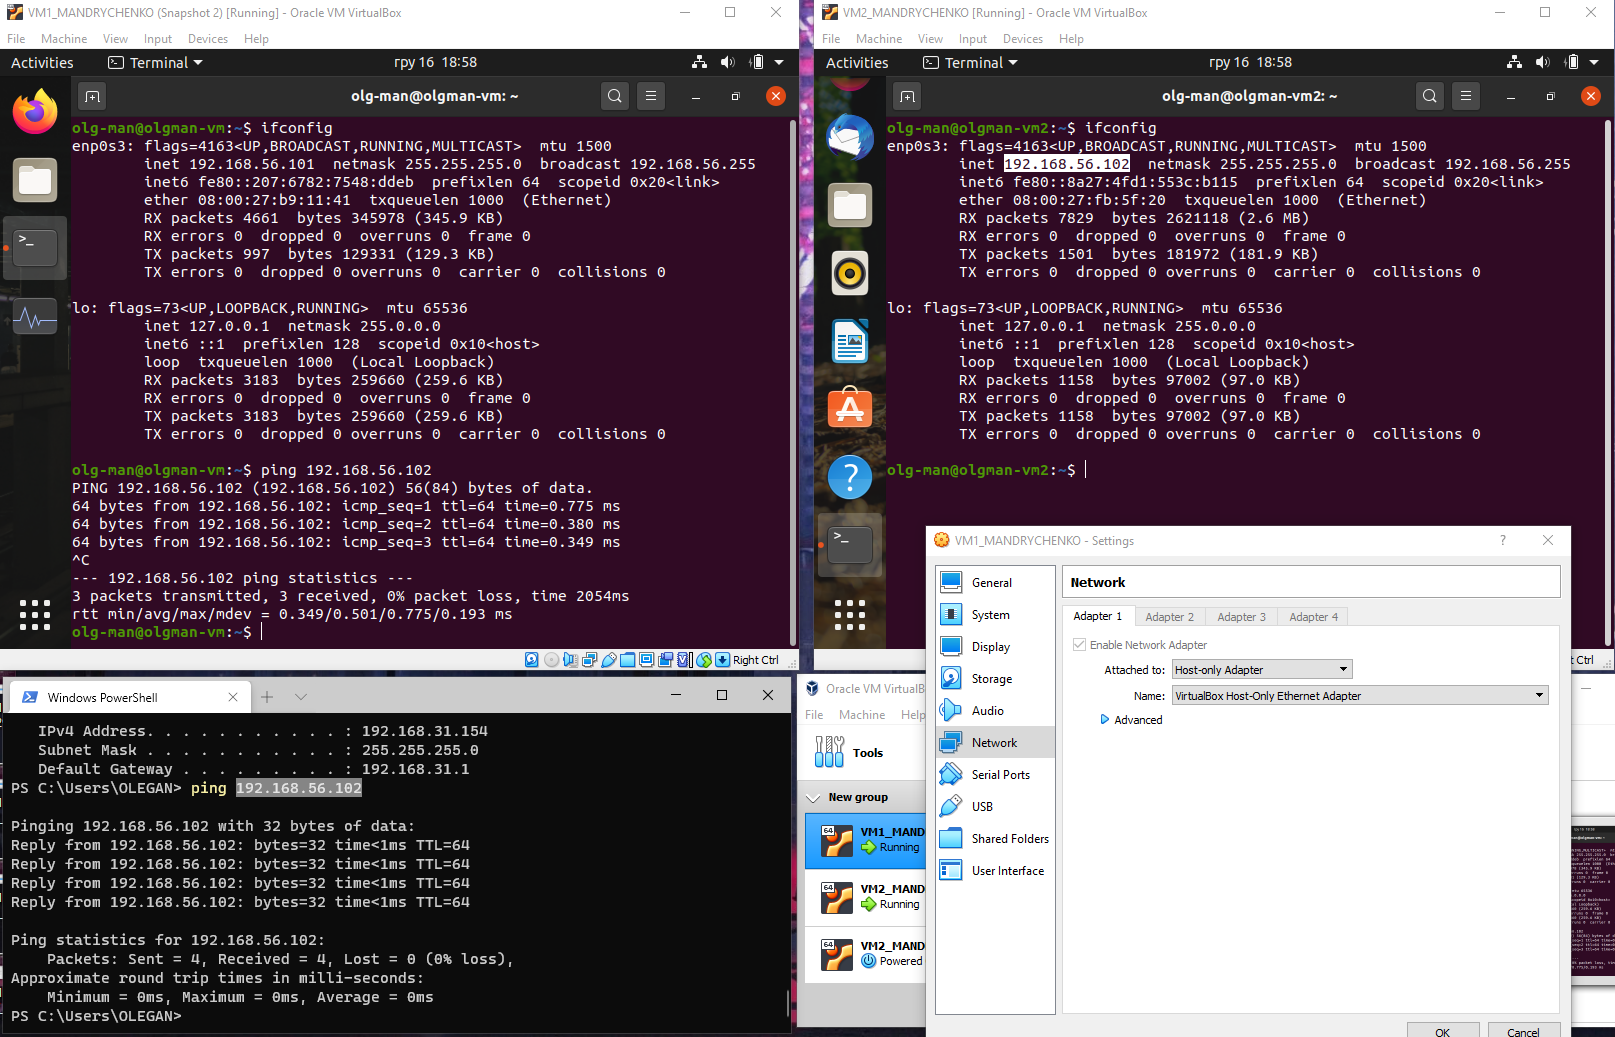 VM1_MANDRYCHENKO (Snapshot 2) [Running] - Oracle VM VirtualBox
File Machine View Input Devices Help
Activities Terminal гру 16 18:58
olg-man@olgman-vm: ~
olg-man@olgman-vm:~$ ifconfig
enp0s3: flags=4163<UP,BROADCAST,RUNNING,MULTICAST> mtu 1500
inet 192.168.56.101 netmask 255.255.255.0 broadcast 192.168.56.255
inet6 fe80::207:6782:7548:ddeb prefixlen 64 scopeid 0x20<link>
ether 08:00:27:b9:11:41 txqueuelen 1000 (Ethernet)
RX packets 4661 bytes 345978 (345.9 KB)
RX errors 0 dropped 0 overruns 0 frame 0
TX packets 997 bytes 129331 (129.3 KB)
TX errors 0 dropped 0 overruns 0 carrier 0 collisions 0
lo: flags=73<UP,LOOPBACK,RUNNING> mtu 65536
inet 127.0.0.1 netmask 255.0.0.0
inet6 ::1 prefixlen 128 scopeid 0x10<host>
loop txqueuelen 1000 (Local Loopback)
RX packets 3183 bytes 259660 (259.6 KB)
RX errors 0 dropped 0 overruns 0 frame 0
TX packets 3183 bytes 259660 (259.6 KB)
TX errors 0 dropped 0 overruns 0 carrier 0 collisions 0
olg-man@olgman-vm:~$ ping 192.168.56.102
PING 192.168.56.102 (192.168.56.102) 56(84) bytes of data.
64 bytes from 192.168.56.102: icmp_seq=1 ttl=64 time=0.775 ms
64 bytes from 192.168.56.102: icmp_seq=2 ttl=64 time=0.380 ms
64 bytes from 192.168.56.102: icmp_seq=3 ttl=64 time=0.349 ms
^C
--- 192.168.56.102 ping statistics ---
3 packets transmitted, 3 received, 0% packet loss, time 2054ms
rtt min/avg/max/mdev = 0.349/0.501/0.775/0.193 ms
olg-man@olgman-vm:~$
Right Ctrl
VM2_MANDRYCHENKO [Running] - Oracle VM VirtualBox
File Machine View Input Devices Help
Activities Terminal гру 16 18:58
olg-man@olgman-vm2: ~
olg-man@olgman-vm2:~$ ifconfig
enp0s3: flags=4163<UP,BROADCAST,RUNNING,MULTICAST> mtu 1500
inet 192.168.56.102 netmask 255.255.255.0 broadcast 192.168.56.255
inet6 fe80::8a27:4fd1:553c:b115 prefixlen 64 scopeid 0x20<link>
ether 08:00:27:fb:5f:20 txqueuelen 1000 (Ethernet)
RX packets 7829 bytes 2621118 (2.6 MB)
RX errors 0 dropped 0 overruns 0 frame 0
TX packets 1501 bytes 181972 (181.9 KB)
TX errors 0 dropped 0 overruns 0 carrier 0 collisions 0
lo: flags=73<UP,LOOPBACK,RUNNING> mtu 65536
inet 127.0.0.1 netmask 255.0.0.0
inet6 ::1 prefixlen 128 scopeid 0x10<host>
loop txqueuelen 1000 (Local Loopback)
RX packets 1158 bytes 97002 (97.0 KB)
RX errors 0 dropped 0 overruns 0 frame 0
TX packets 1158 bytes 97002 (97.0 KB)
TX errors 0 dropped 0 overruns 0 carrier 0 collisions 0
olg-man@olgman-vm2:~$
t Ctrl
Windows PowerShell
IPv4 Address. . . . . . . . . . . : 192.168.31.154
Subnet Mask . . . . . . . . . . . : 255.255.255.0
Default Gateway . . . . . . . . . : 192.168.31.1
PS C:\Users\OLEGAN> ping 192.168.56.102
Pinging 192.168.56.102 with 32 bytes of data:
Reply from 192.168.56.102: bytes=32 time<1ms TTL=64
Reply from 192.168.56.102: bytes=32 time<1ms TTL=64
Reply from 192.168.56.102: bytes=32 time<1ms TTL=64
Reply from 192.168.56.102: bytes=32 time<1ms TTL=64
Ping statistics for 192.168.56.102:
Packets: Sent = 4, Received = 4, Lost = 0 (0% loss),
Approximate round trip times in milli-seconds:
Minimum = 0ms, Maximum = 0ms, Average = 0ms
PS C:\Users\OLEGAN>
Oracle VM VirtualB
File Machine Help
Tools
New group
64 VM1_MAND
Running
64 VM2_MAND
Running
64 VM2_MAND
Powered
VM1_MANDRYCHENKO - Settings
General
System
Display
Storage
Audio
Network
Serial Ports
USB
Shared Folders
User Interface
Network
Adapter 1 Adapter 2 Adapter 3 Adapter 4
Enable Network Adapter
Attached to: Host-only Adapter
Name: VirtualBox Host-Only Ethernet Adapter
Advanced
OK Cancel